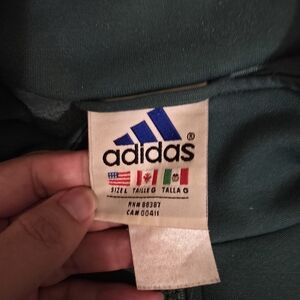 adidas ®
SIZE L TAILLE G TALLA G
RN# 88387
CA# 00411